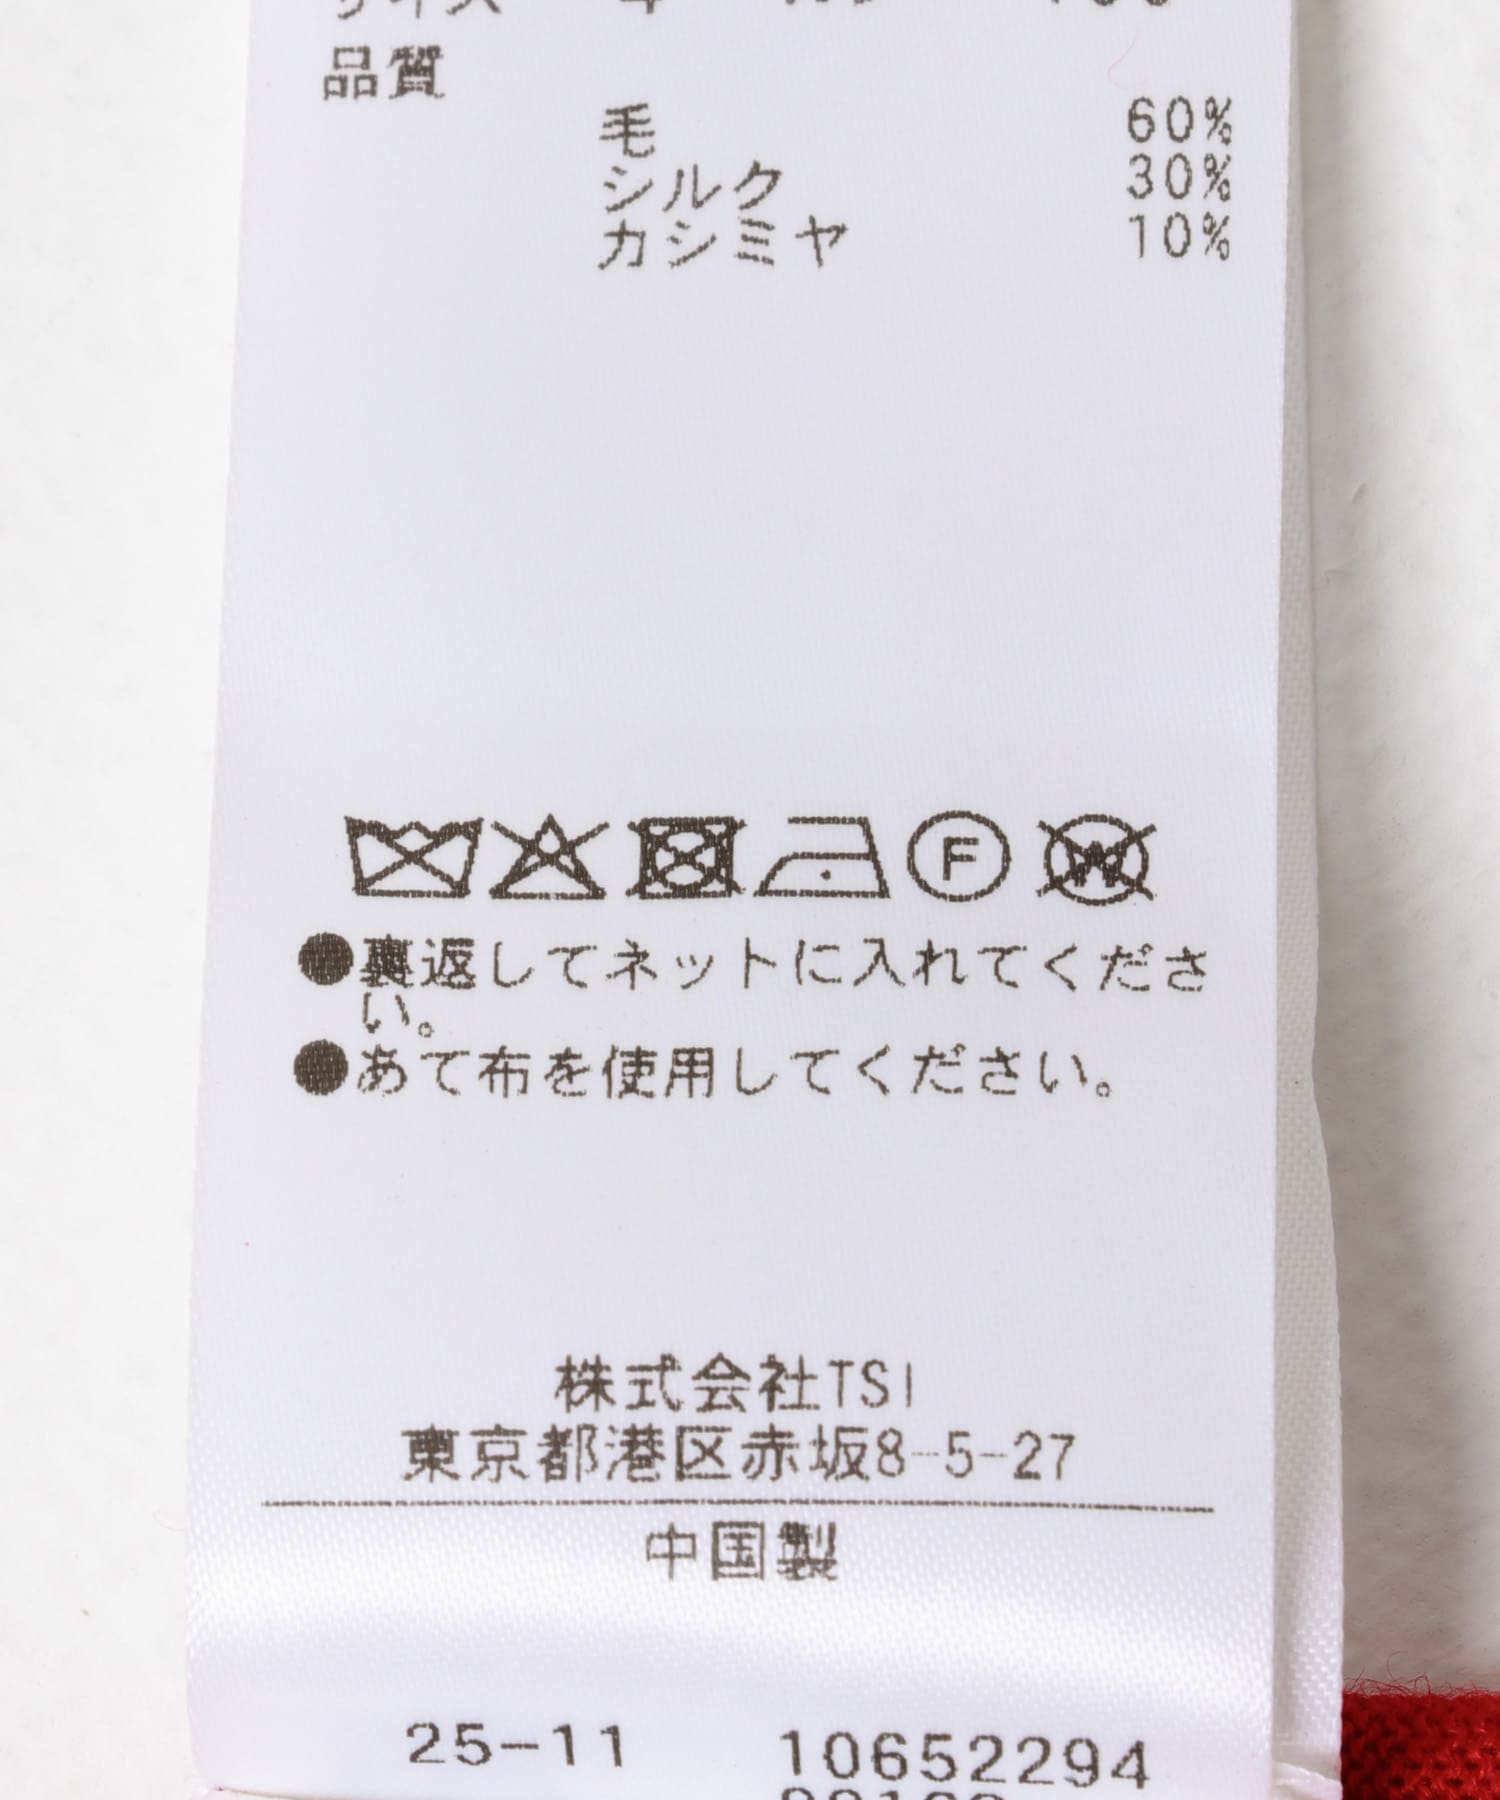 品質
毛 60%
シルク 30%
カシミヤ 10%
F W
●裏返してネットに入れてくださ
い。
●あて布を使用してください。
株式会社TSI
東京都港区赤坂8-5-27
中国製
25-11 10652294